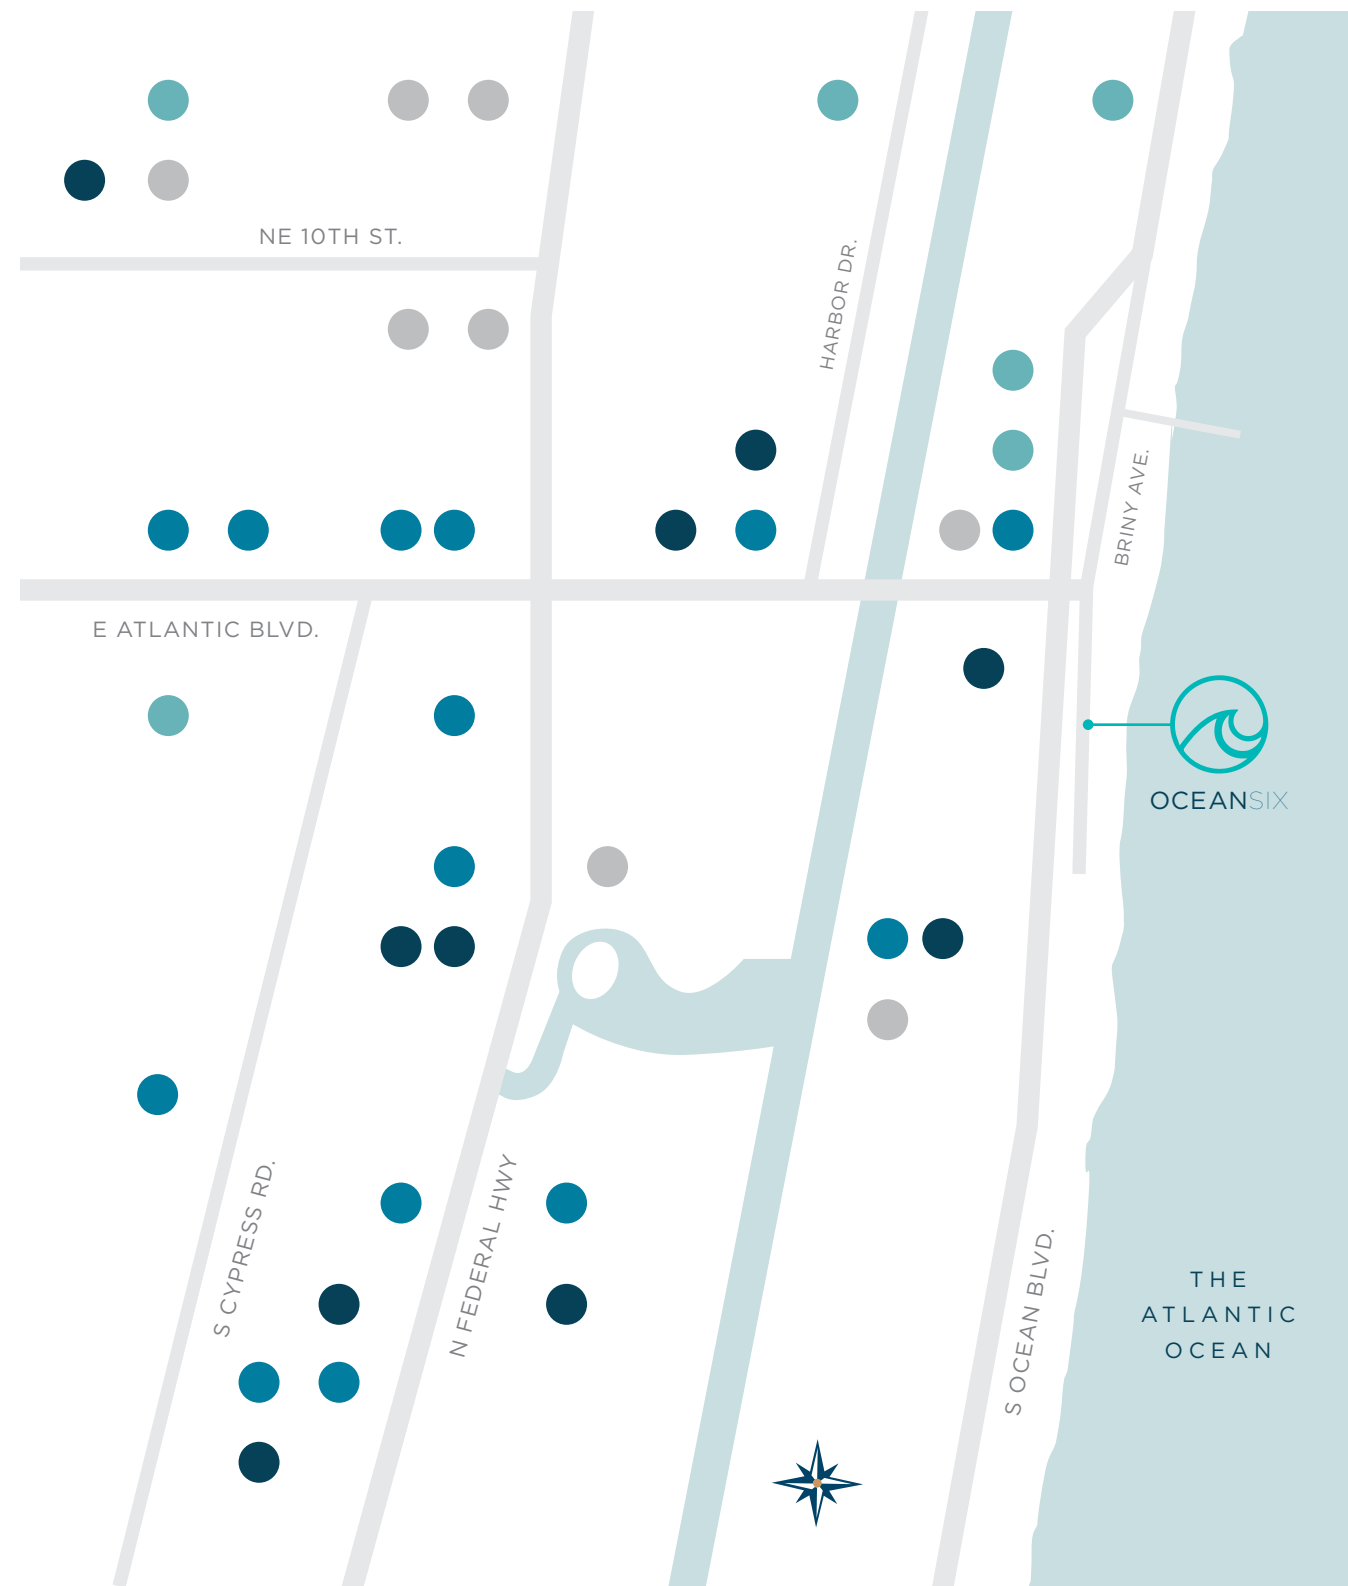 NE 10TH ST.
HARBOR DR.
BRINY AVE.
E ATLANTIC BLVD.
OCEANSIX
S CYPRESS RD.
N FEDERAL HWY
S OCEAN BLVD.
THE
ATLANTIC
OCEAN